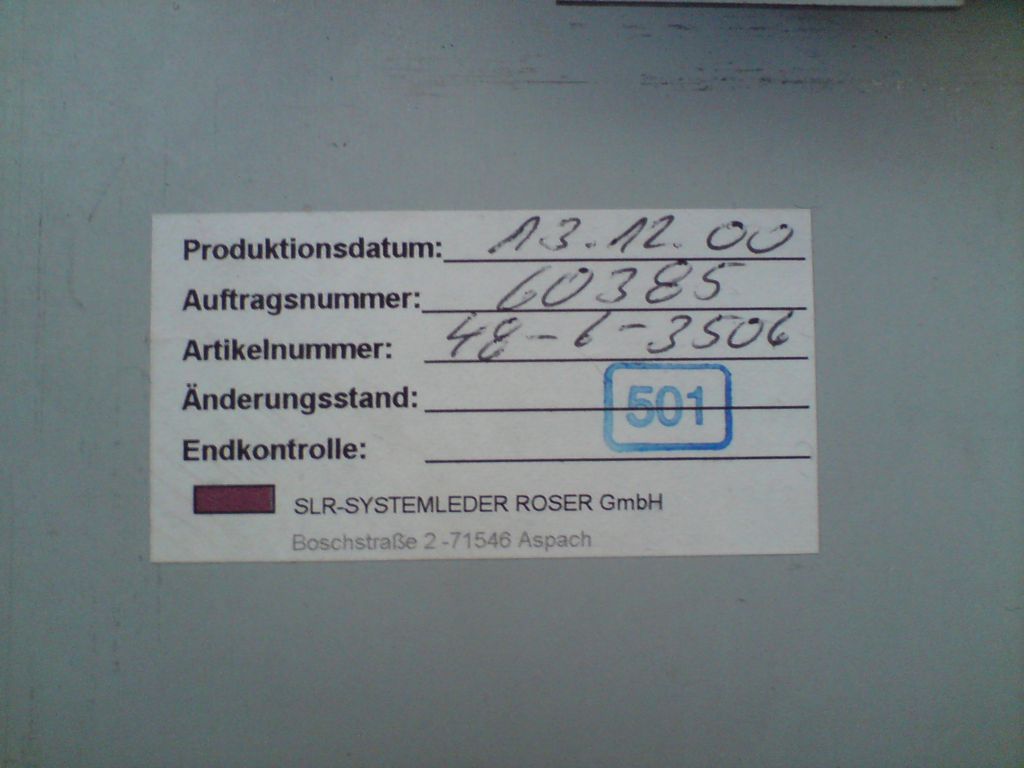 Produktionsdatum: 13.12.00
Auftragsnummer: 60385
Artikelnummer: 48-6-3506
Änderungsstand: 501
Endkontrolle:
SLR-SYSTEMLEDER ROSER GmbH
Boschstraße 2 -71546 Aspach